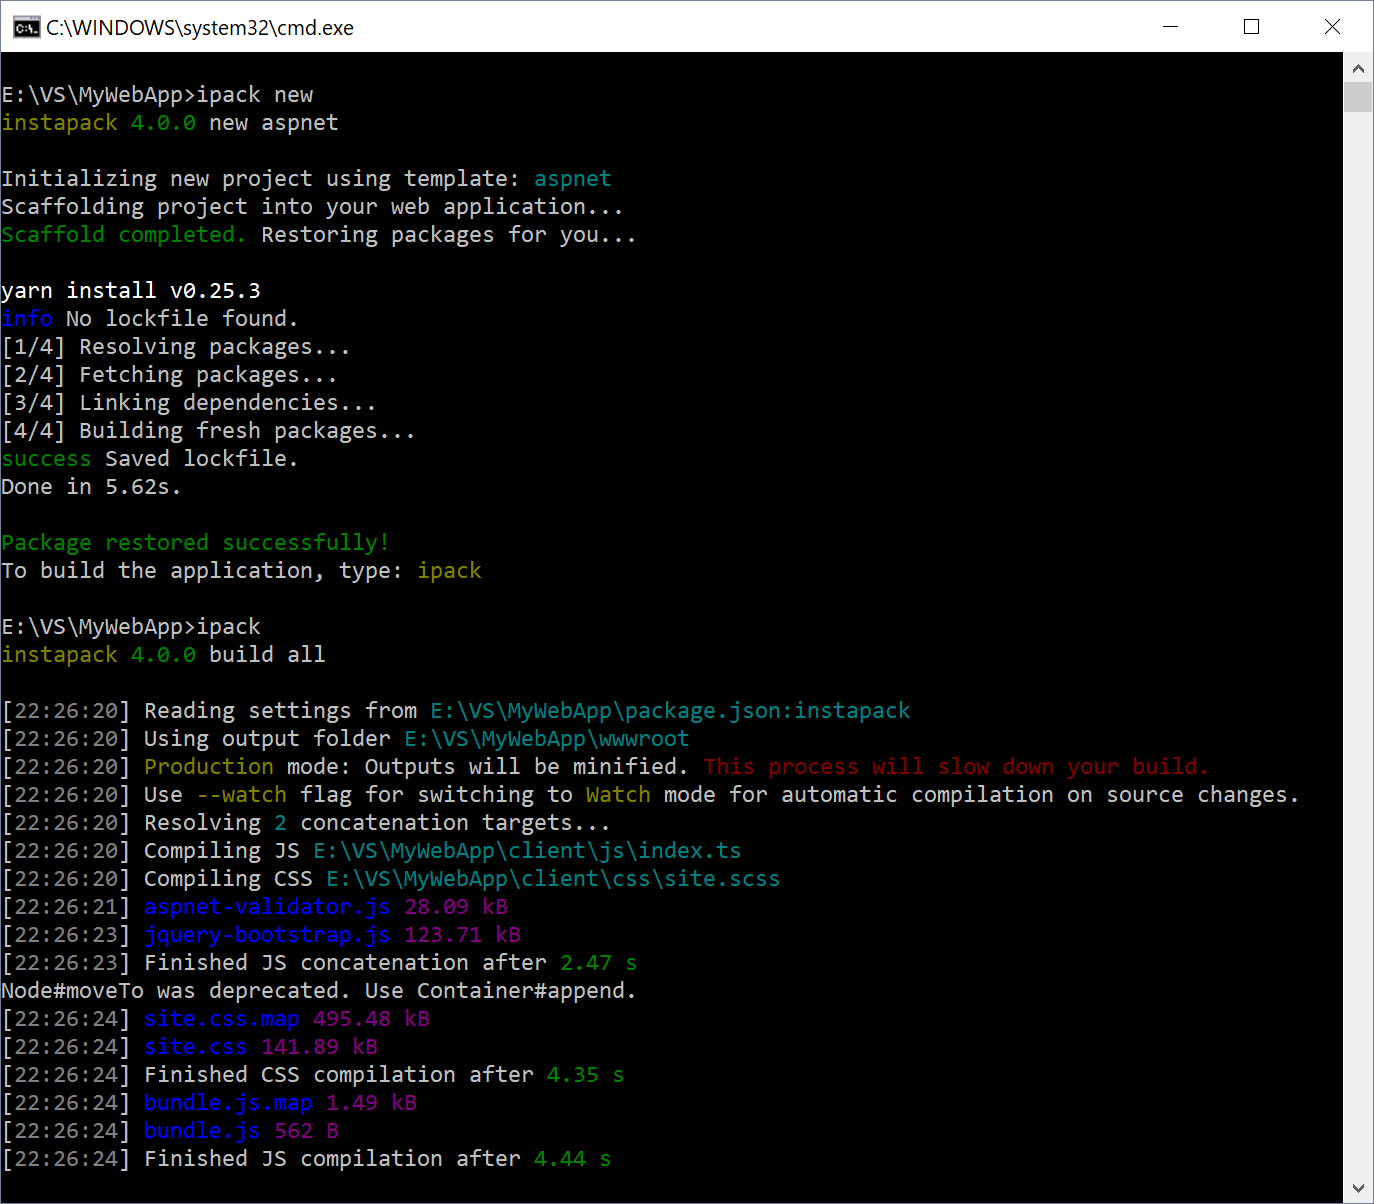 C:\WINDOWS\system32\cmd.exe
E:\VS\MyWebApp>ipack new
instapack 4.0.0 new aspnet
Initializing new project using template: aspnet
Scaffolding project into your web application...
Scaffold completed. Restoring packages for you...
yarn install v0.25.3
info No lockfile found.
[1/4] Resolving packages...
[2/4] Fetching packages...
[3/4] Linking dependencies...
[4/4] Building fresh packages...
success Saved lockfile.
Done in 5.62s.
Package restored successfully!
To build the application, type: ipack
E:\VS\MyWebApp>ipack
instapack 4.0.0 build all
[22:26:20] Reading settings from E:\VS\MyWebApp\package.json:instapack
[22:26:20] Using output folder E:\VS\MyWebApp\wwwroot
[22:26:20] Production mode: Outputs will be minified. This process will slow down your build.
[22:26:20] Use --watch flag for switching to Watch mode for automatic compilation on source changes.
[22:26:20] Resolving 2 concatenation targets...
[22:26:20] Compiling JS E:\VS\MyWebApp\client\js\index.ts
[22:26:20] Compiling CSS E:\VS\MyWebApp\client\css\site.scss
[22:26:21] aspnet-validator.js 28.09 kB
[22:26:23] jquery-bootstrap.js 123.71 kB
[22:26:23] Finished JS concatenation after 2.47 s
Node#moveTo was deprecated. Use Container#append.
[22:26:24] site.css.map 495.48 kB
[22:26:24] site.css 141.89 kB
[22:26:24] Finished CSS compilation after 4.35 s
[22:26:24] bundle.js.map 1.49 kB
[22:26:24] bundle.js 562 B
[22:26:24] Finished JS compilation after 4.44 s